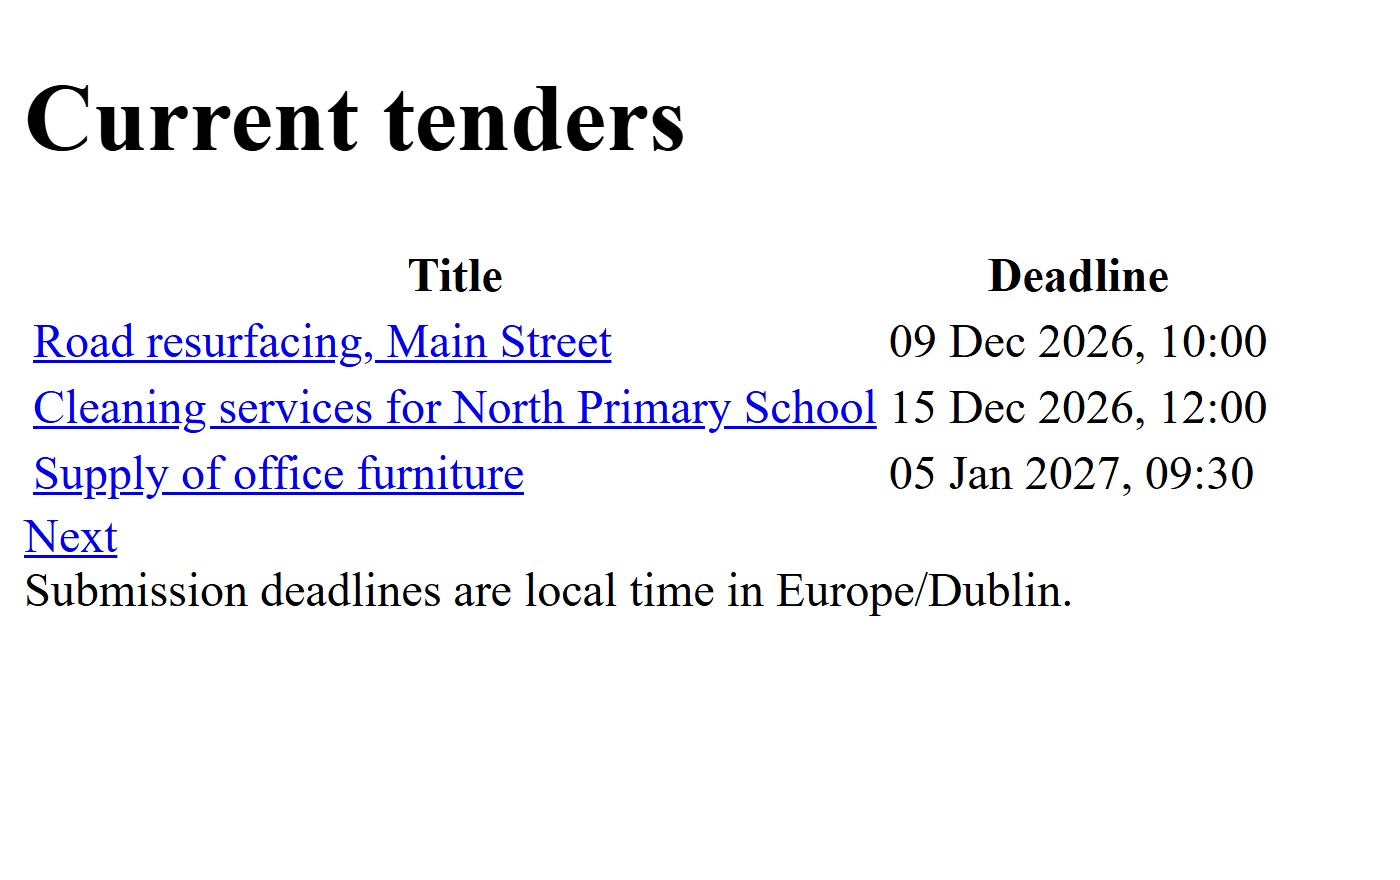 Current tenders
Title Deadline
Road resurfacing, Main Street 09 Dec 2026, 10:00
Cleaning services for North Primary School 15 Dec 2026, 12:00
Supply of office furniture 05 Jan 2027, 09:30
Next
Submission deadlines are local time in Europe/Dublin.